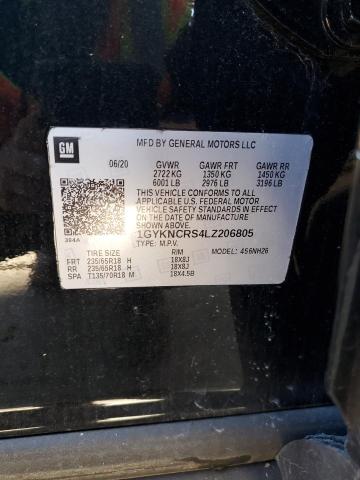 GM
MFD BY GENERAL MOTORS LLC
06/20 GVWR GAWR FRT GAWR RR
2722 KG 1350 KG 1450 KG
6001 LB 2976 LB 3196 LB
THIS VEHICLE CONFORMS TO ALL
APPLICABLE U.S. FEDERAL MOTOR
VEHICLE SAFETY STANDARDS IN EFFECT
ON THE DATE OF MANUFACTURE
SHOWN ABOVE.
1GYKNCRS4LZ206805
394A TYPE: M.P.V. MODEL: 456NH26
TIRE SIZE RIM
FRT 235/65R18 H 18X8J
RR 235/65R18 H 18X8J
SPA T135/70R18 M 18X4.5B